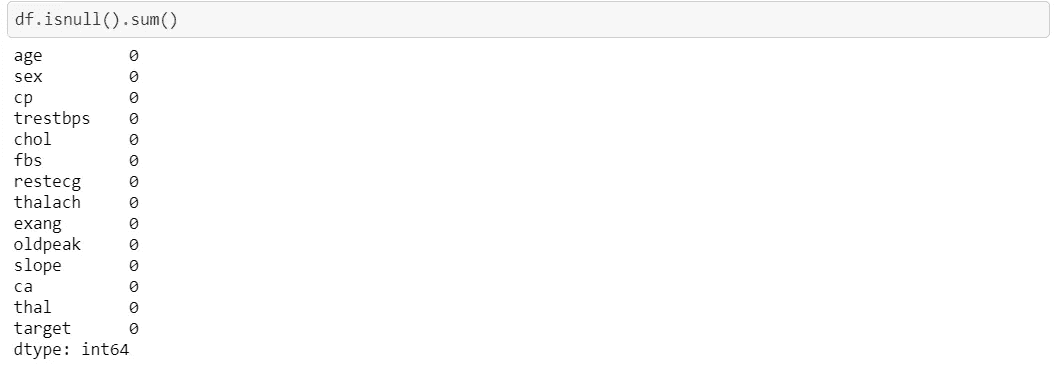 df.isnull().sum()
age 0
sex 0
cp 0
trestbps 0
chol 0
fbs 0
restecg 0
thalach 0
exang 0
oldpeak 0
slope 0
ca 0
thal 0
target 0
dtype: int64